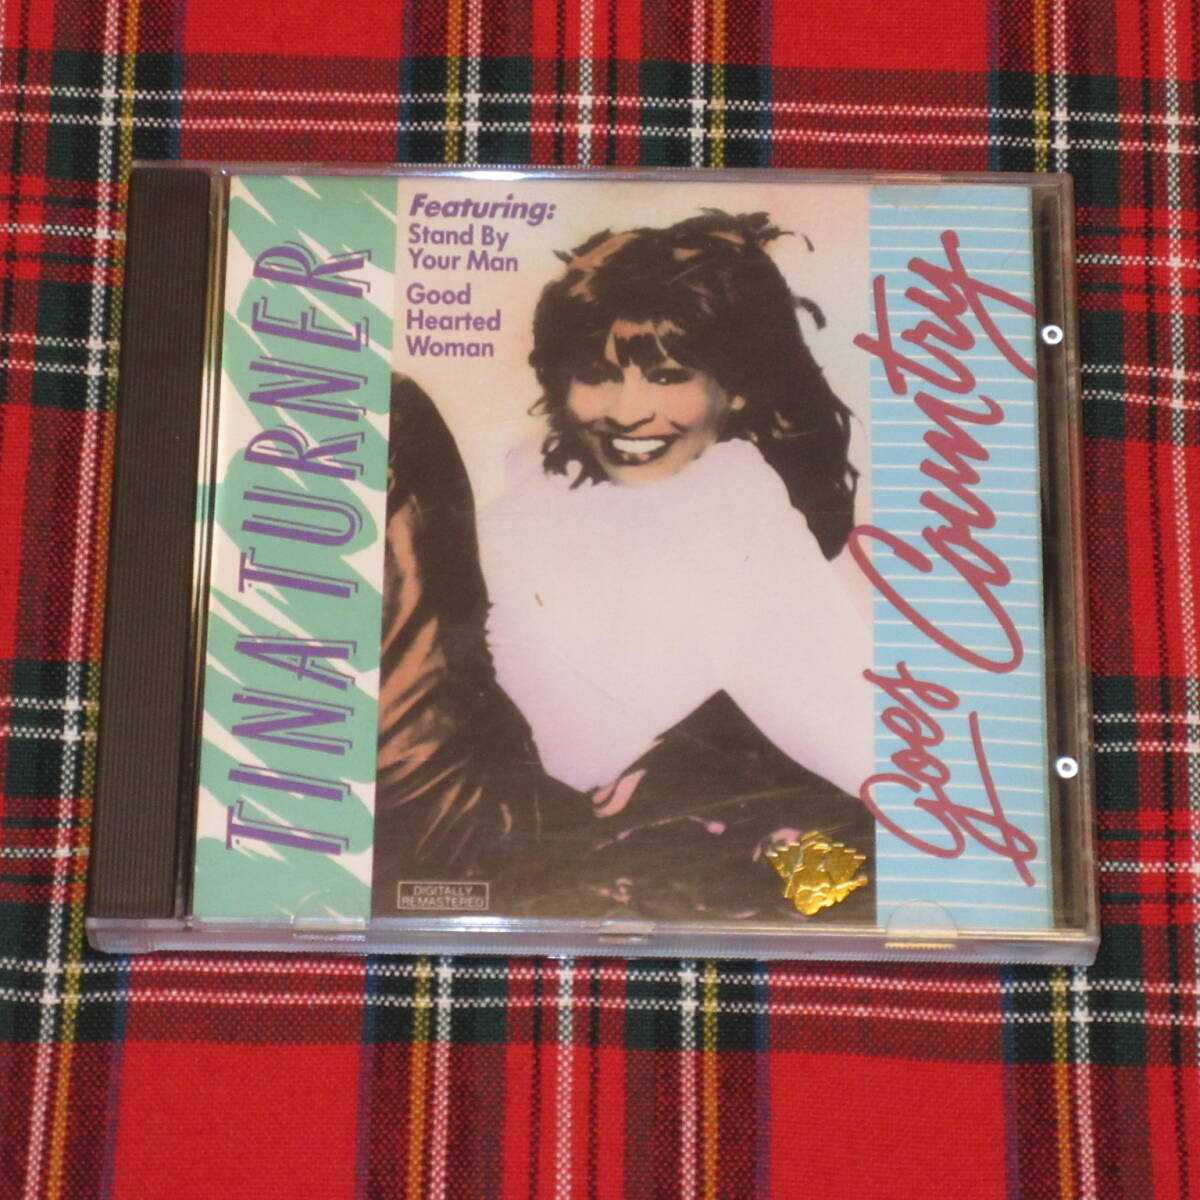 TINA TURNER
Featuring:
Stand By
Your Man
Good
Hearted
Woman
Goes Country
DIGITALLY
REMASTERED